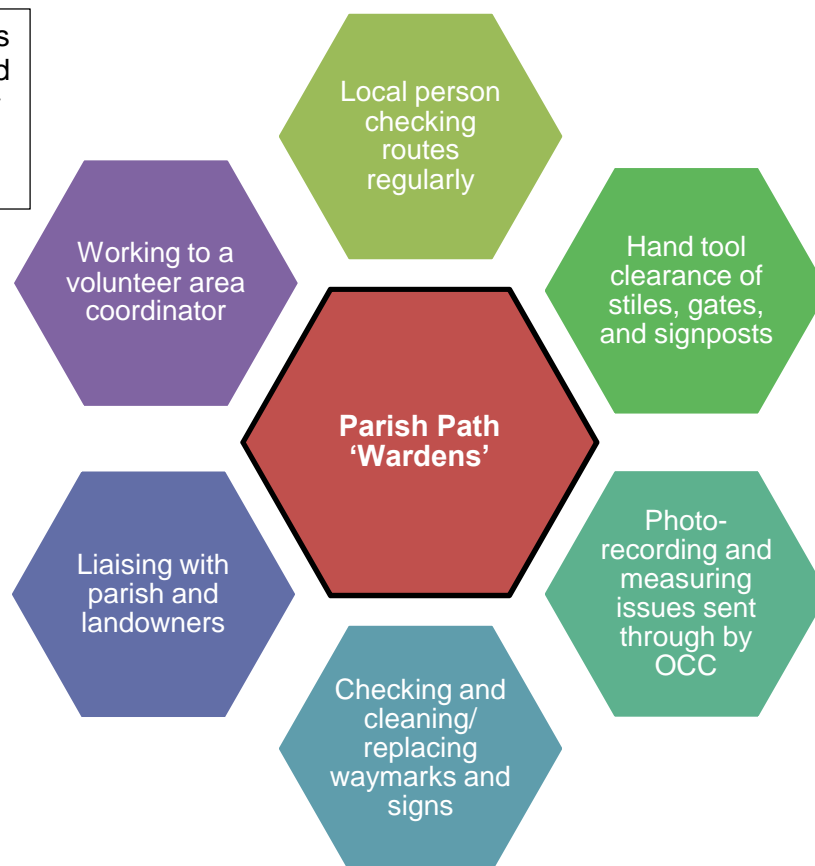 Local person
checking
routes
regularly
Working to a
volunteer area
coordinator
Hand tool
clearance of
stiles, gates,
and signposts
Parish Path
‘Wardens’
Liaising with
parish and
landowners
Photo-
recording and
measuring
issues sent
through by
OCC
Checking and
cleaning/
replacing
waymarks and
signs